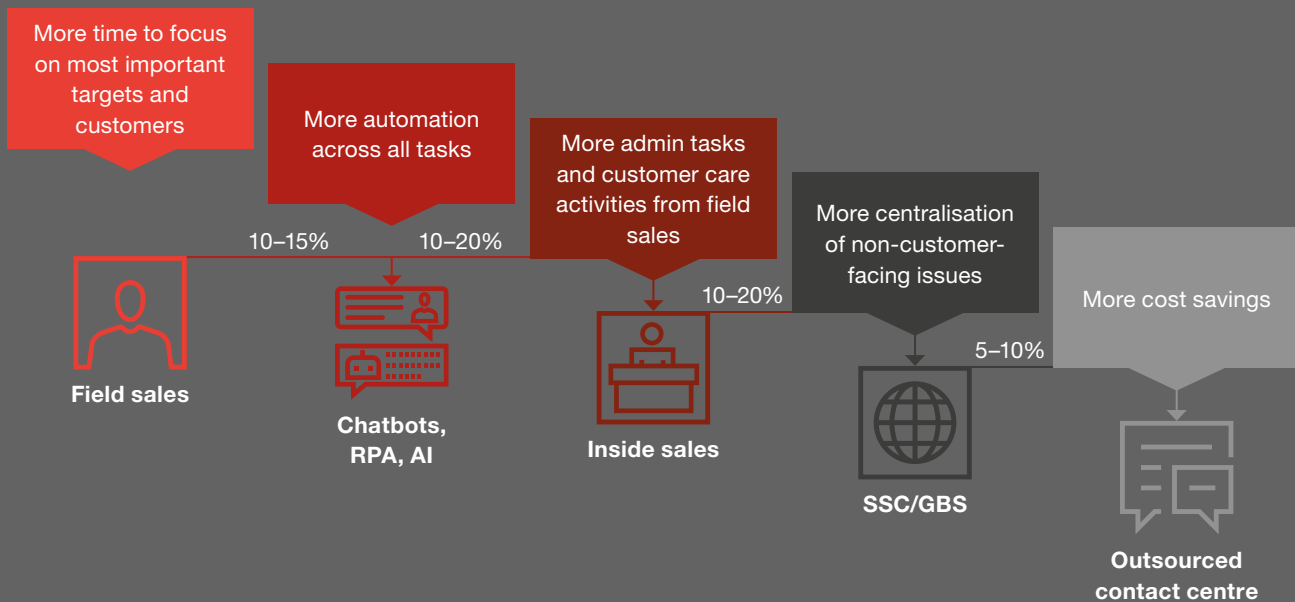 More time to focus
on most important
targets and
customers
More automation
across all tasks
More admin tasks
and customer care
activities from field
sales
More centralisation
of non-customer-
facing issues
More cost savings
10–15%
10–20%
10–20%
5–10%
Field sales
Chatbots,
RPA, AI
Inside sales
SSC/GBS
Outsourced
contact centre